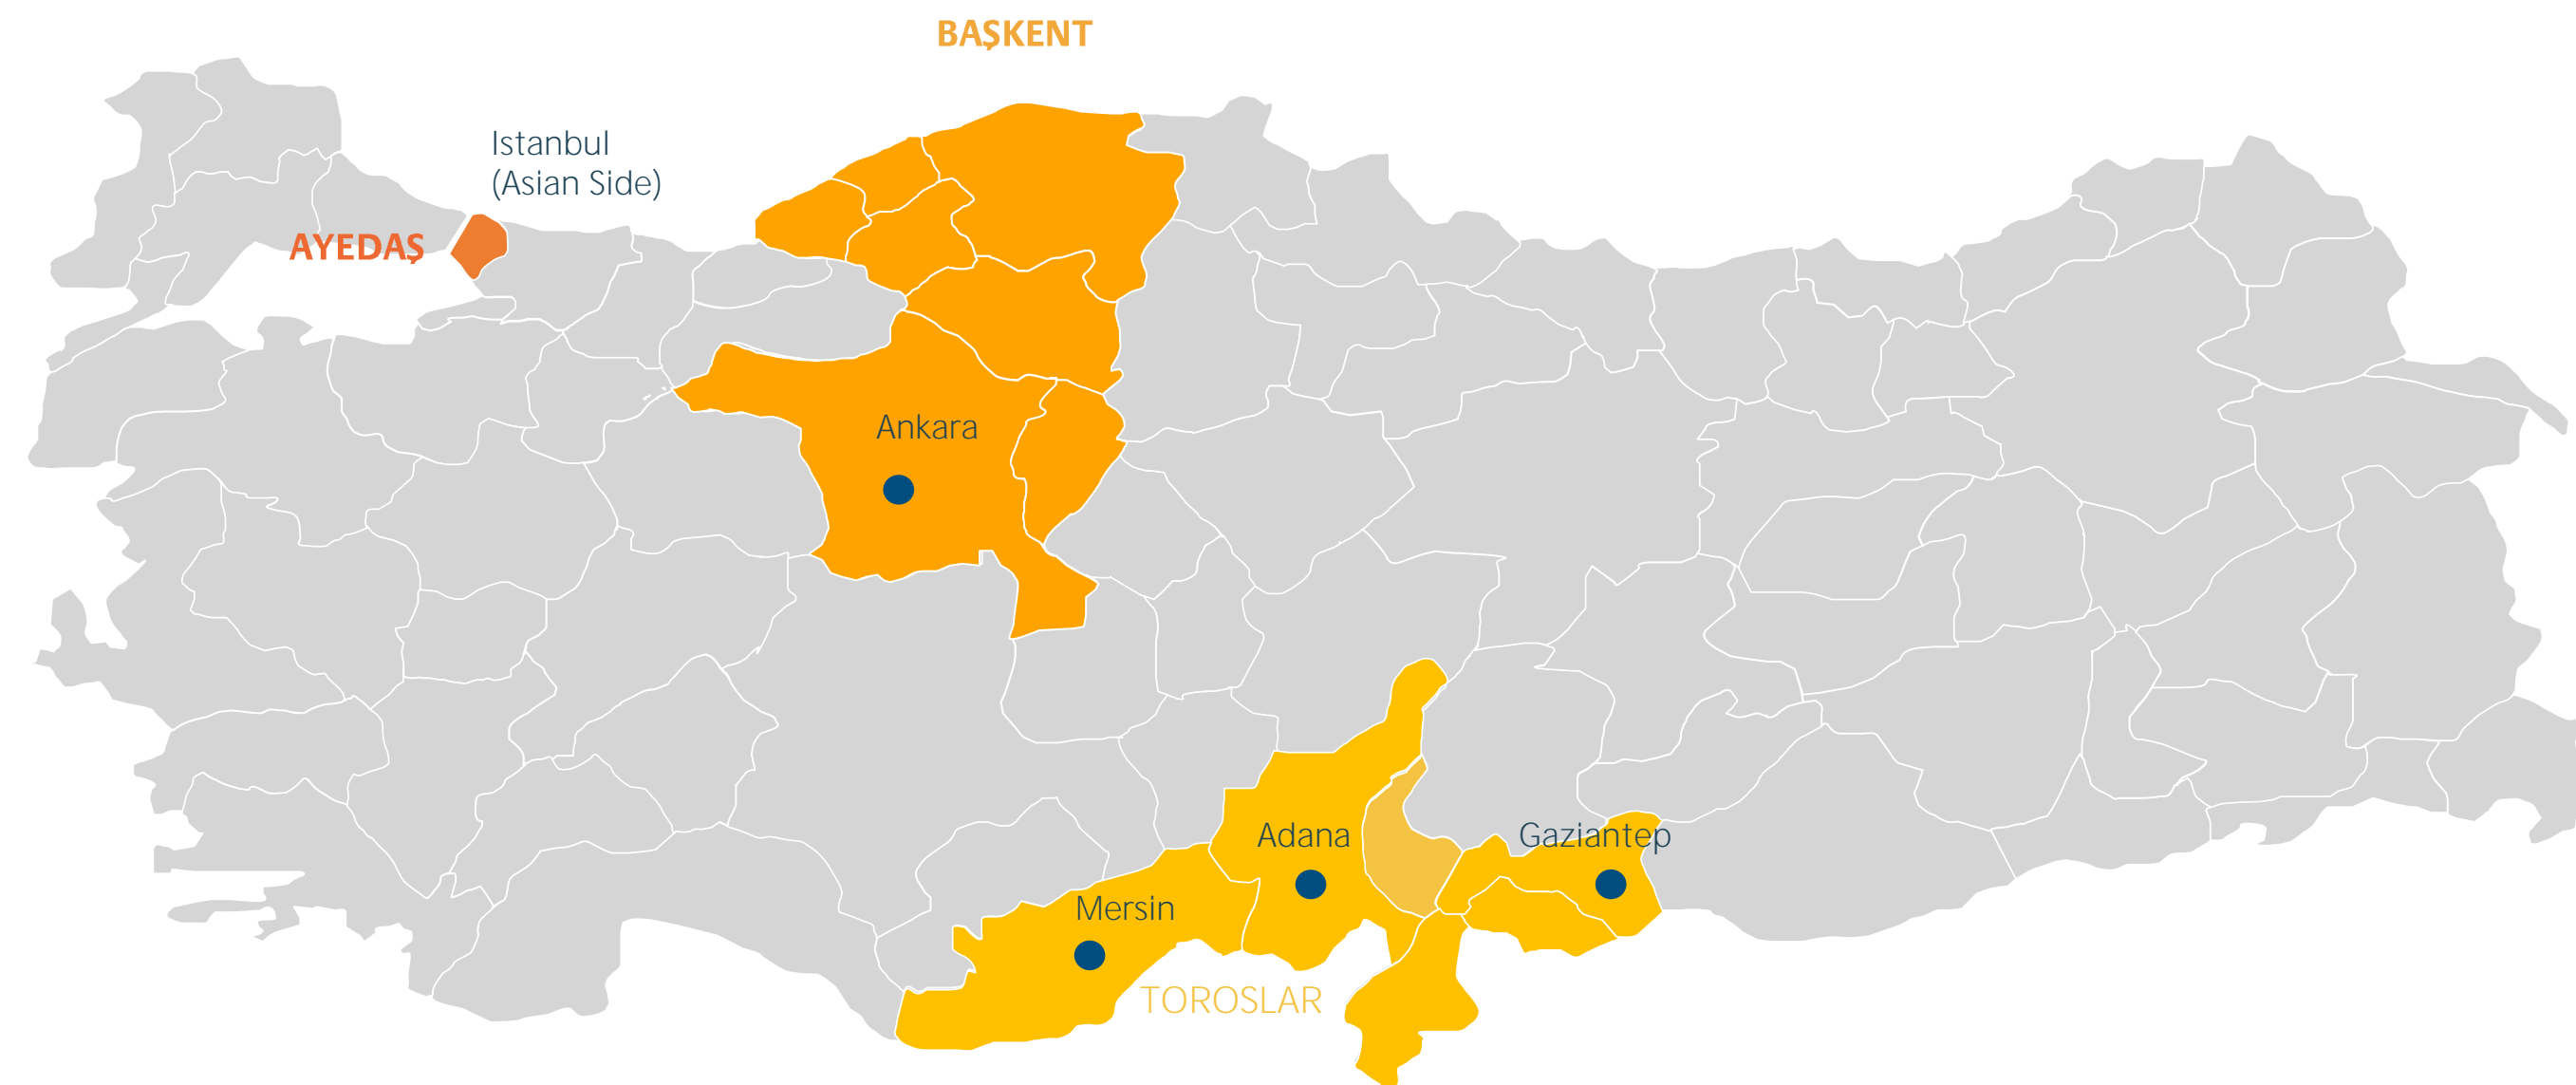 BAŞKENT
Istanbul
(Asian Side)
AYEDAŞ
Ankara
Adana
Gaziantep
Mersin
TOROSLAR